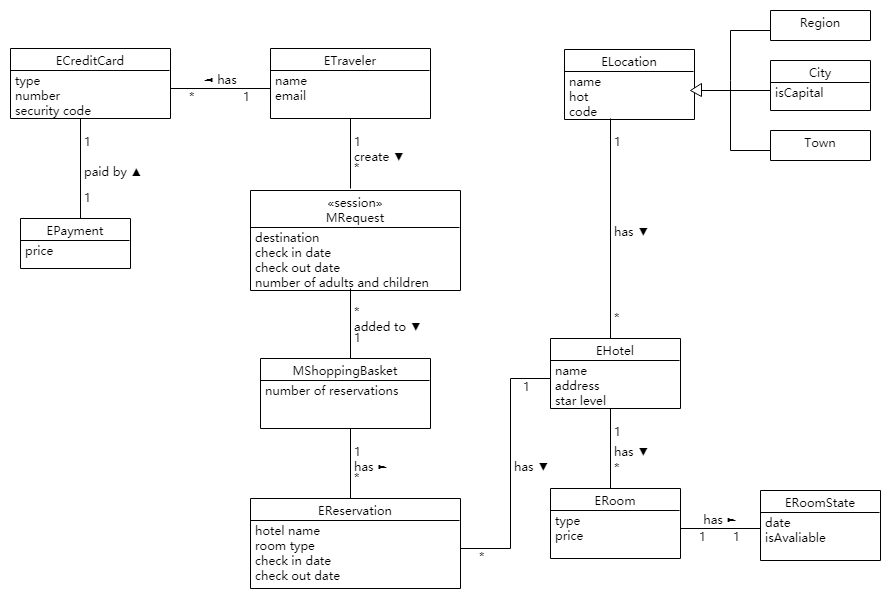 Region
ECreditCard
type
number
security code
◄ has
*
1
ETraveler
name
email
ELocation
name
hot
code
City
isCapital
Town
1
paid by ▲
1
1
create ▼
*
1
has ▼
*
EPayment
price
«session»
MRequest
destination
check in date
check out date
number of adults and children
*
added to ▼
1
MShoppingBasket
number of reservations
EHotel
name
address
star level
1
has ▼
*
1
has ►
*
1
has ▼
*
EReservation
hotel name
room type
check in date
check out date
ERoom
type
price
has ►
1
1
ERoomState
date
isAvaliable